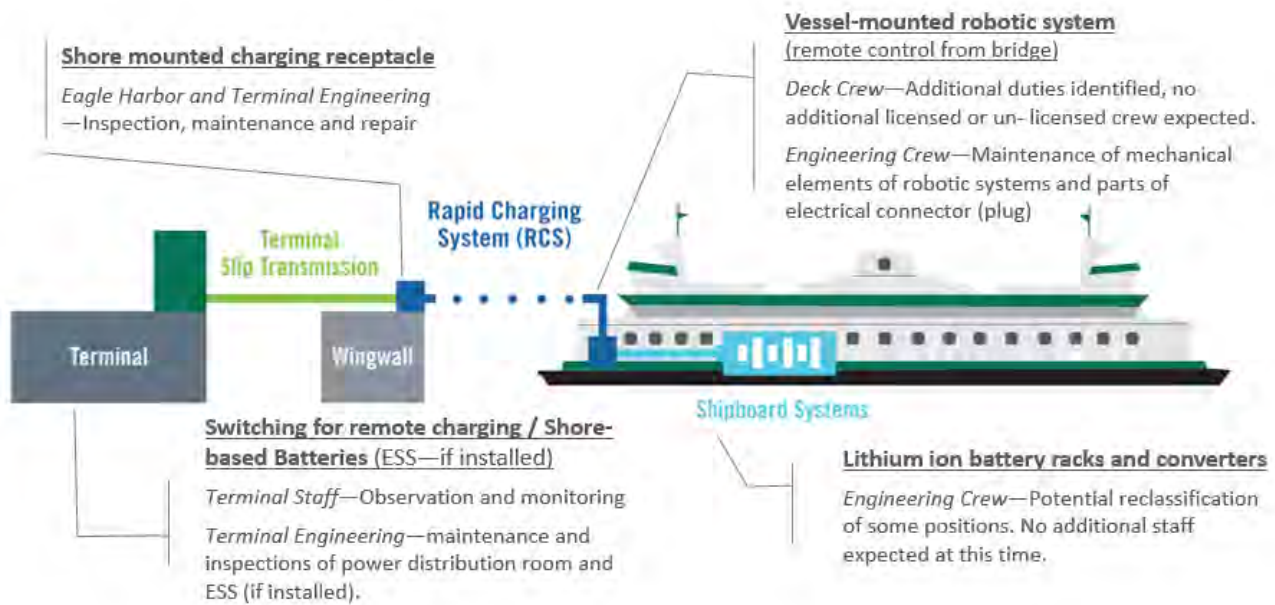 Shore mounted charging receptacle
Eagle Harbor and Terminal Engineering
—Inspection, maintenance and repair
Vessel-mounted robotic system
(remote control from bridge)
Deck Crew—Additional duties identified, no
additional licensed or un- licensed crew expected.
Engineering Crew—Maintenance of mechanical
elements of robotic systems and parts of
electrical connector (plug)
Rapid Charging
System (RCS)
Terminal
Slip Transmission
Terminal
Wingwall
Shipboard Systems
Switching for remote charging / Shore-
based Batteries (ESS—if installed)
Terminal Staff—Observation and monitoring
Terminal Engineering—maintenance and
inspections of power distribution room and
ESS (if installed).
Lithium ion battery racks and converters
Engineering Crew—Potential reclassification
of some positions. No additional staff
expected at this time.